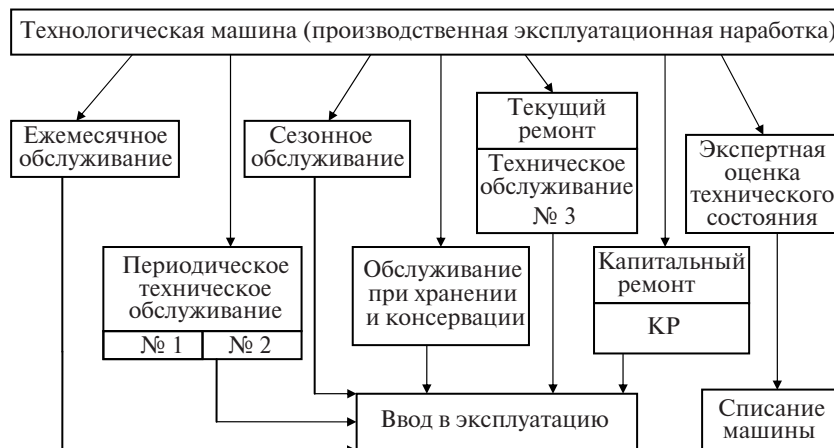 Технологическая машина (производственная эксплуатационная наработка)
Ежемесячное
обслуживание
Сезонное
обслуживание
Текущий
ремонт
Техническое
обслуживание
№ 3
Экспертная
оценка
технического
состояния
Периодическое
техническое
обслуживание
№ 1
№ 2
Обслуживание
при хранении
и консервации
Капитальный
ремонт
КР
Ввод в эксплуатацию
Списание
машины